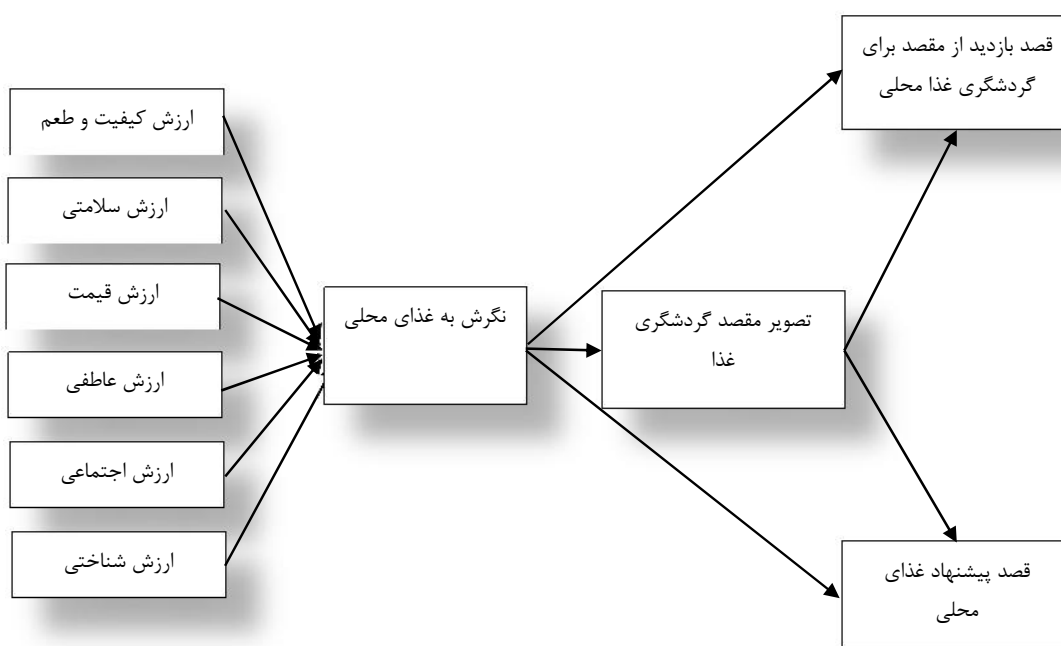 قصد بازدید از مقصد برای
گردشگری غذا محلی
ارزش کیفیت و طعم
ارزش سلامتی
ارزش قیمت
نگرش به غذای محلی
تصویر مقصد گردشگری
غذا
ارزش عاطفی
ارزش اجتماعی
ارزش شناختی
قصد پیشنهاد غذای
محلی